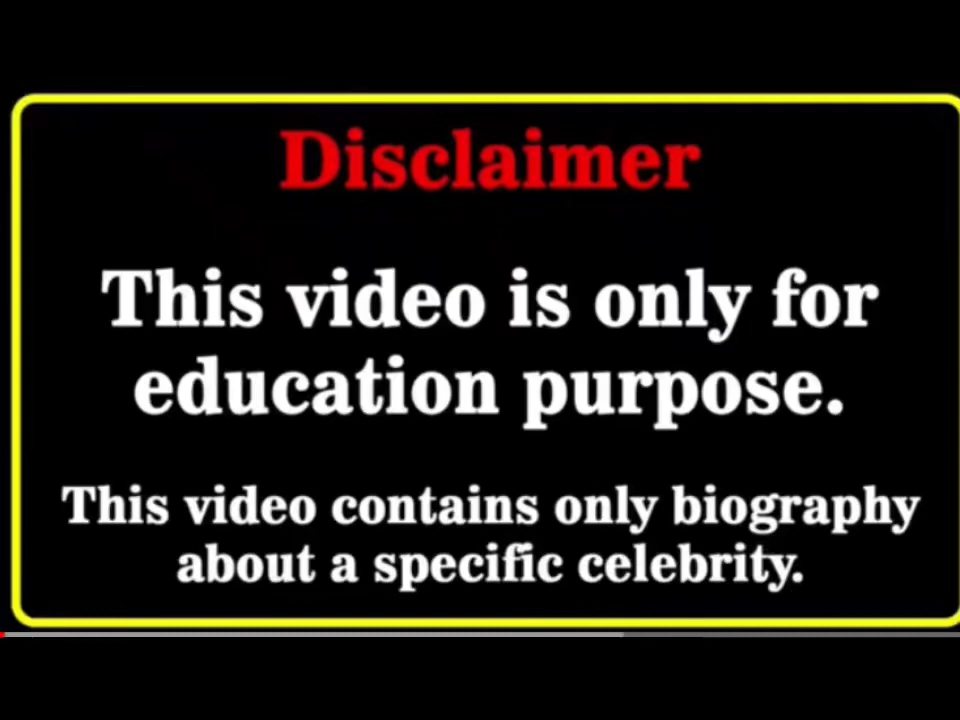 Disclaimer
This video is only for
education purpose.
This video contains only biography
about a specific celebrity.